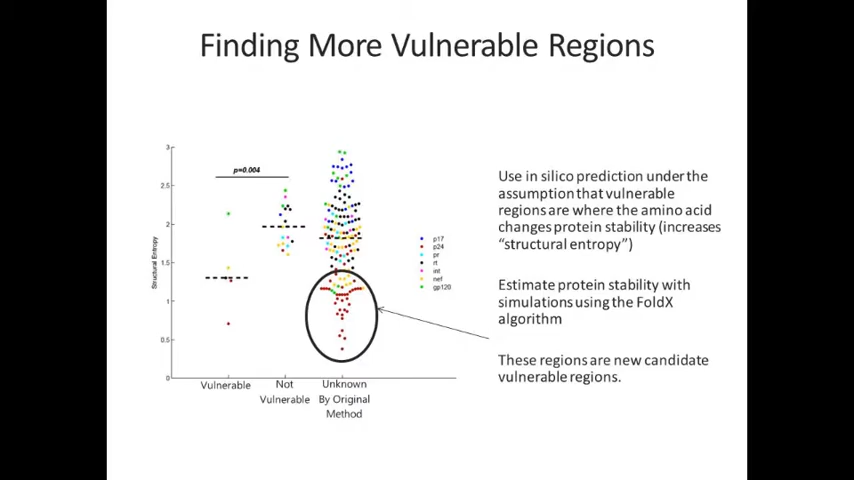 Finding More Vulnerable Regions
3
2.5
2
1.5
1
0.5
0
Structural Entropy
p=0.004
p17
p24
pr
rt
int
nef
gp120
Vulnerable
Not
Vulnerable
Unknown
By Original
Method
Use in silico prediction under the
assumption that vulnerable
regions are where the amino acid
changes protein stability (increases
“structural entropy”)
Estimate protein stability with
simulations using the FoldX
algorithm
These regions are new candidate
vulnerable regions.